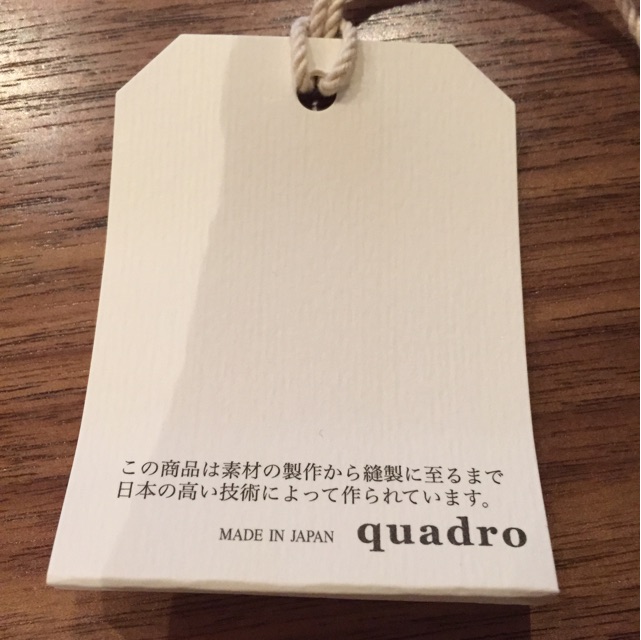 この商品は素材の製作から縫製に至るまで
日本の高い技術によって作られています。
MADE IN JAPAN quadro